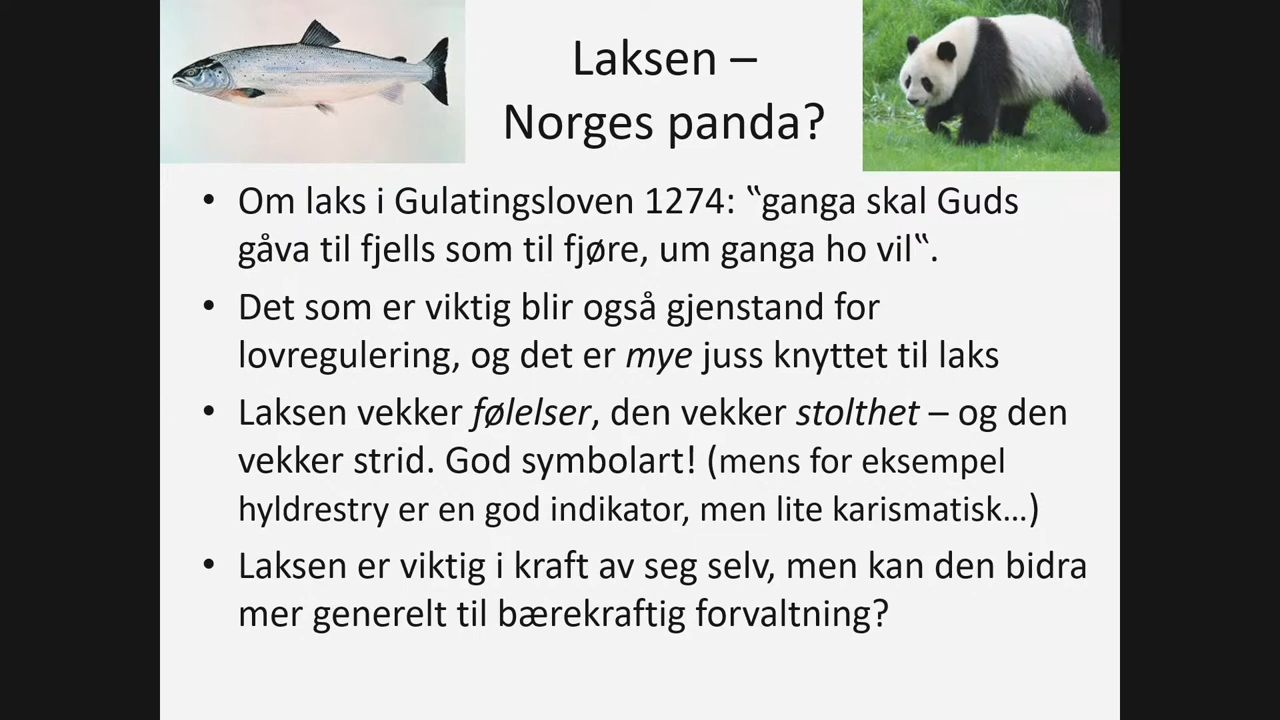 Laksen –
Norges panda?
• Om laks i Gulatingsloven 1274: ‟ganga skal Guds
gåva til fjells som til fjøre, um ganga ho vil‟.
• Det som er viktig blir også gjenstand for
lovregulering, og det er mye juss knyttet til laks
• Laksen vekker følelser, den vekker stolthet – og den
vekker strid. God symbolart! (mens for eksempel
hyldrestry er en god indikator, men lite karismatisk…)
• Laksen er viktig i kraft av seg selv, men kan den bidra
mer generelt til bærekraftig forvaltning?